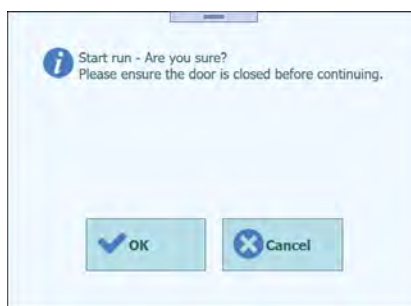 Start run - Are you sure?
Please ensure the door is closed before continuing.
OK
Cancel